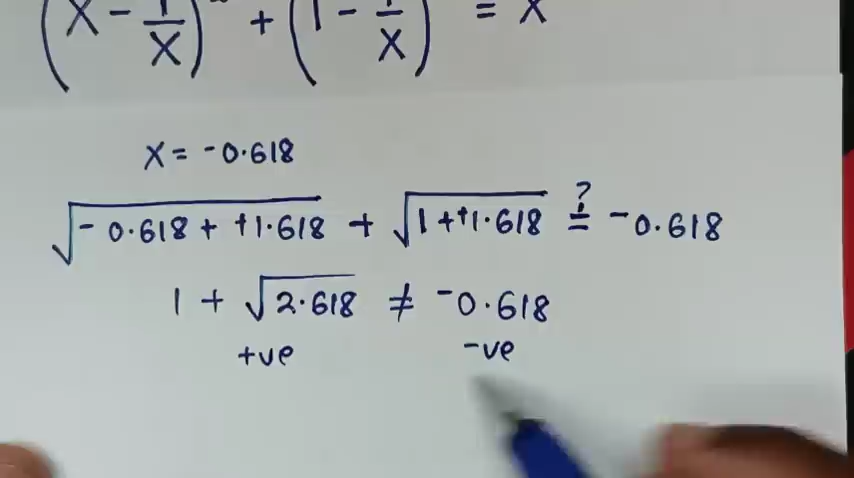 (x - 1/x) + (1 - 1/x) = x
x = -0.618
√(-0.618 + +1.618) + √(1 + +1.618) ?= -0.618
1 + √2.618 ≠ -0.618
+ve -ve